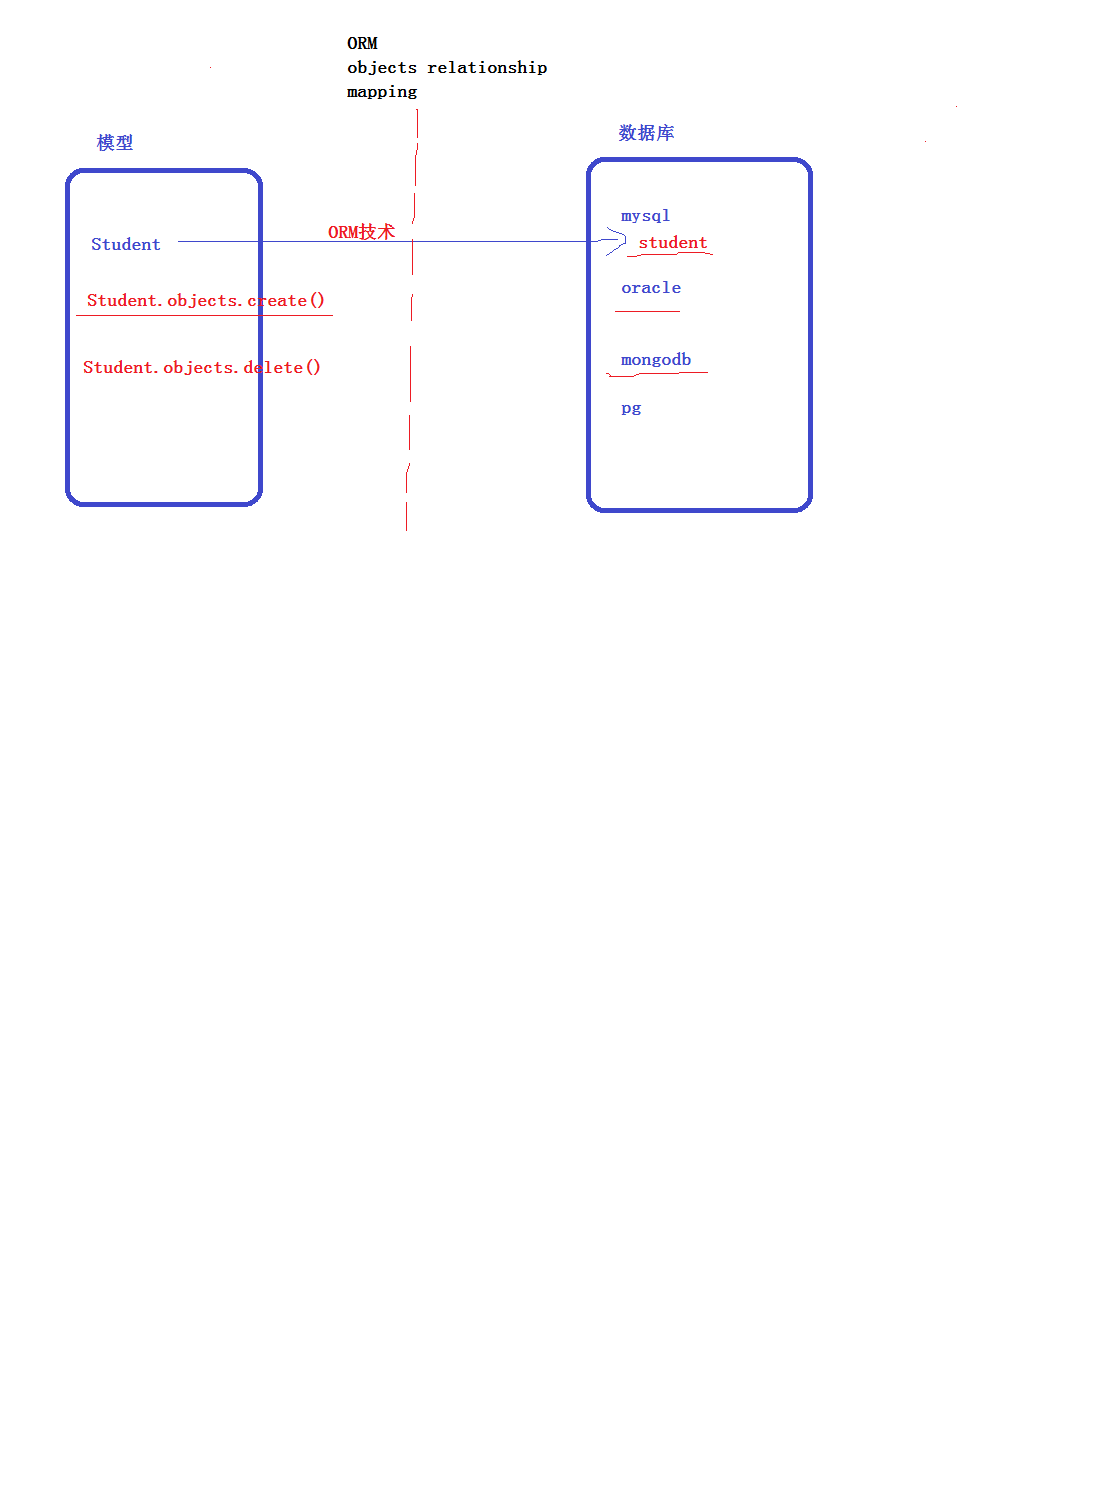 ORM
objects relationship
mapping
模型
数据库
Student
ORM技术
mysql
student
Student.objects.create()
oracle
Student.objects.delete()
mongodb
pg